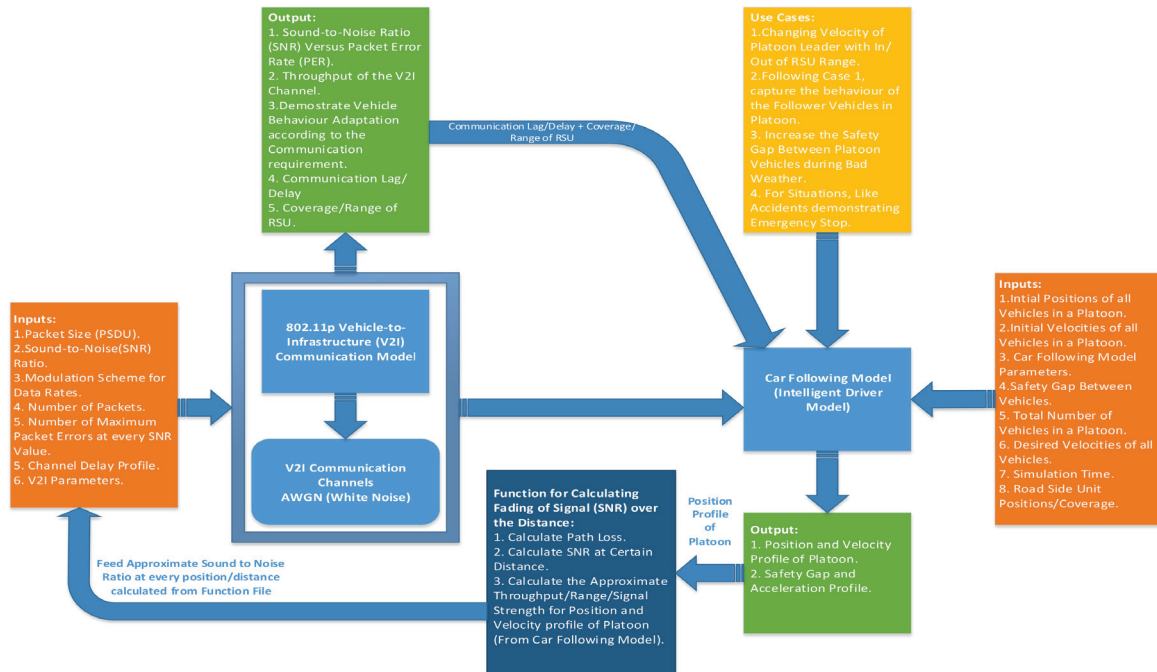 Output:
1. Sound-to-Noise Ratio
(SNR) Versus Packet Error
Rate (PER).
2. Throughput of the V2I
Channel.
3.Demostrate Vehicle
Behaviour Adaptation
according to the
Communication
requirement.
4. Communication Lag/
Delay
5. Coverage/Range of
RSU.
Communication Lag/Delay + Coverage/
Range of RSU
Use Cases:
1.Changing Velocity of
Platoon Leader with In/
Out of RSU Range.
2.Following Case 1,
capture the behaviour of
the Follower Vehicles in
Platoon.
3. Increase the Safety
Gap Between Platoon
Vehicles during Bad
Weather.
4. For Situations, Like
Accidents demonstrating
Emergency Stop.
Inputs:
1.Packet Size (PSDU).
2.Sound-to-Noise(SNR)
Ratio.
3.Modulation Scheme for
Data Rates.
4. Number of Packets.
5. Number of Maximum
Packet Errors at every SNR
Value.
5. Channel Delay Profile.
6. V2I Parameters.
802.11p Vehicle-to-
Infrastructure (V2I)
Communication Model
V2I Communication
Channels
AWGN (White Noise)
Car Following Model
(Intelligent Driver
Model)
Inputs:
1.Intial Positions of all
Vehicles in a Platoon.
2.Initial Velocities of all
Vehicles in a Platoon.
3. Car Following Model
Parameters.
4.Safety Gap Between
Vehicles.
5. Total Number of
Vehicles in a Platoon.
6. Desired Velocities of all
Vehicles.
7. Simulation Time.
8. Road Side Unit
Positions/Coverage.
Function for Calculating
Fading of Signal (SNR) over
the Distance:
1. Calculate Path Loss.
2. Calculate SNR at Certain
Distance.
3. Calculate the Approximate
Throughput/Range/Signal
Strength for Position and
Velocity profile of Platoon
(From Car Following Model).
Position
Profile
of
Platoon
Output:
1. Position and Velocity
Profile of Platoon.
2. Safety Gap and
Acceleration Profile.
Feed Approximate Sound to Noise
Ratio at every position/distance
calculated from Function File